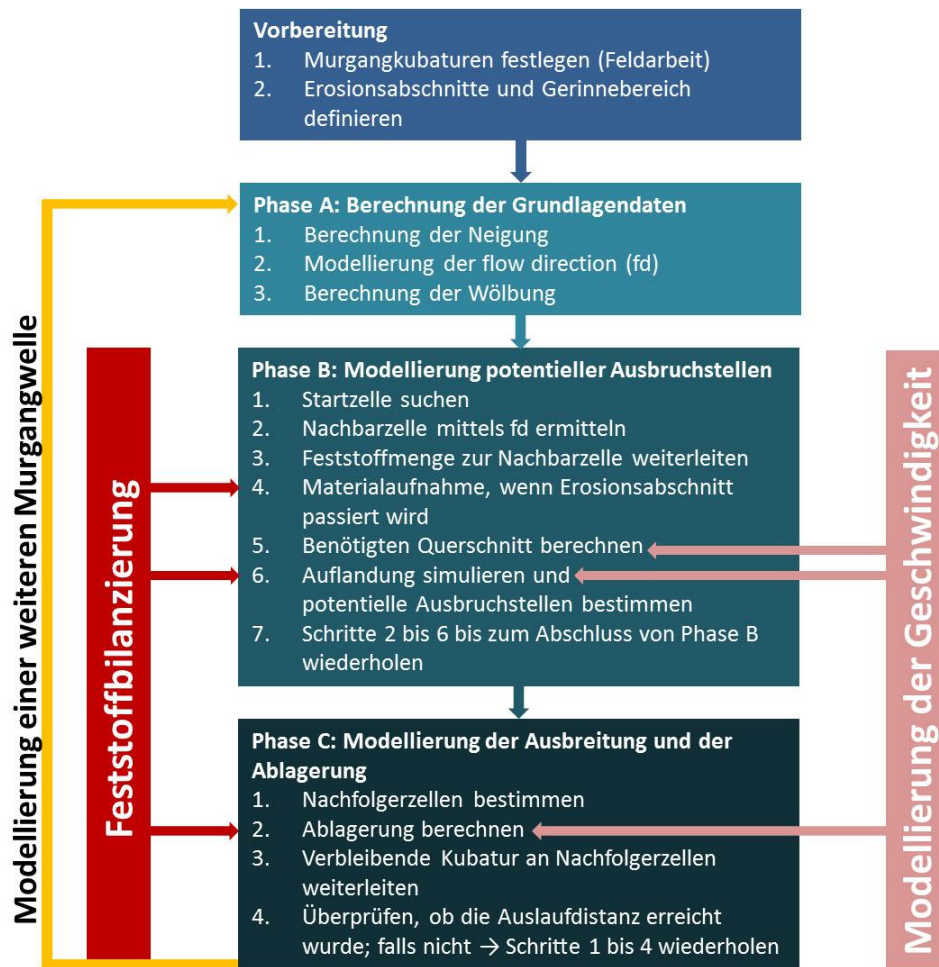 Vorbereitung
1. Murgangkubaturen festlegen (Feldarbeit)
2. Erosionsabschnitte und Gerinnebereich
definieren
Phase A: Berechnung der Grundlagendaten
1. Berechnung der Neigung
2. Modellierung der flow direction (fd)
3. Berechnung der Wölbung
Modellierung einer weiteren Murgangwelle
Feststoffbilanzierung
Phase B: Modellierung potentieller Ausbruchstellen
1. Startzelle suchen
2. Nachbarzelle mittels fd ermitteln
3. Feststoffmenge zur Nachbarzelle weiterleiten
4. Materialaufnahme, wenn Erosionsabschnitt
passiert wird
5. Benötigten Querschnitt berechnen
6. Auflandung simulieren und
potentielle Ausbruchstellen bestimmen
7. Schritte 2 bis 6 bis zum Abschluss von Phase B
wiederholen
Modellierung der Geschwindigkeit
Phase C: Modellierung der Ausbreitung und der
Ablagerung
1. Nachfolgerzellen bestimmen
2. Ablagerung berechnen
3. Verbleibende Kubatur an Nachfolgerzellen
weiterleiten
4. Überprüfen, ob die Auslaufdistanz erreicht
wurde; falls nicht → Schritte 1 bis 4 wiederholen